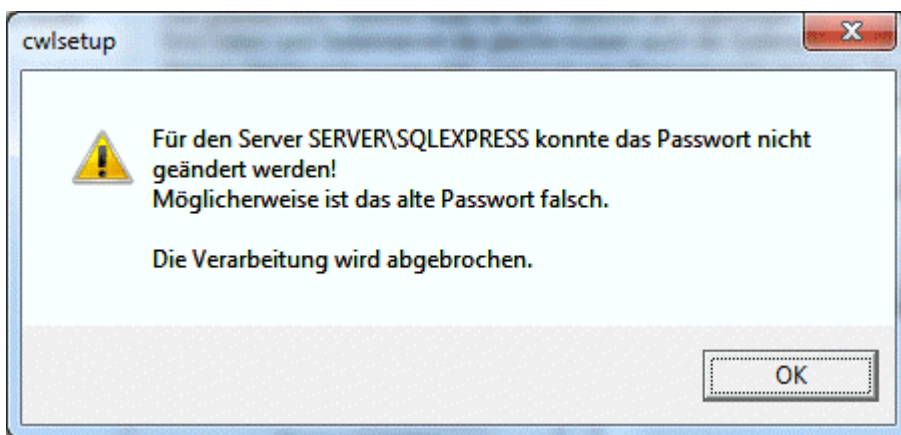 cwlsetup
Für den Server SERVER\SQLEXPRESS konnte das Passwort nicht
geändert werden!
Möglicherweise ist das alte Passwort falsch.
Die Verarbeitung wird abgebrochen.
OK